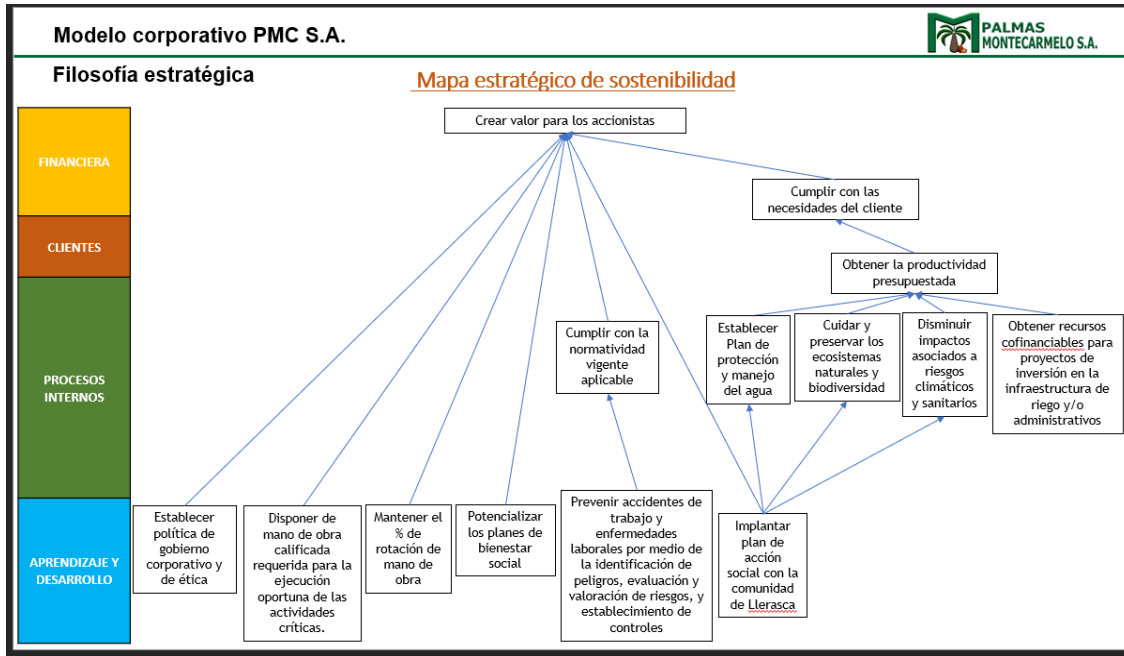 Modelo corporativo PMC S.A.
PALMAS
MONTECARMELO S.A.
Filosofía estratégica
Mapa estratégico de sostenibilidad
FINANCIERA
Crear valor para los accionistas
Cumplir con las
necesidades del cliente
CLIENTES
Obtener la productividad
presupuestada
PROCESOS
INTERNOS
Cumplir con la
normatividad
vigente
aplicable
Establecer
Plan de
protección
y manejo
del agua
Cuidar y
preservar los
ecosistemas
naturales y
biodiversidad
Disminuir
impactos
asociados a
riesgos
climáticos
y sanitarios
Obtener recursos
cofinanciables para
proyectos de
inversión en la
infraestructura de
riego y/o
administrativos
APRENDIZAJE Y
DESARROLLO
Establecer
política de
gobierno
corporativo y
de ética
Disponer de
mano de obra
calificada
requerida para la
ejecución
oportuna de las
actividades
críticas.
Mantener el
% de
rotación de
mano de
obra
Potencializar
los planes de
bienestar
social
Prevenir accidentes de
trabajo y
enfermedades
laborales por medio de
la identificación de
peligros, evaluación y
valoración de riesgos, y
establecimiento de
controles
Implantar
plan de
acción
social con la
comunidad
de Llerasca